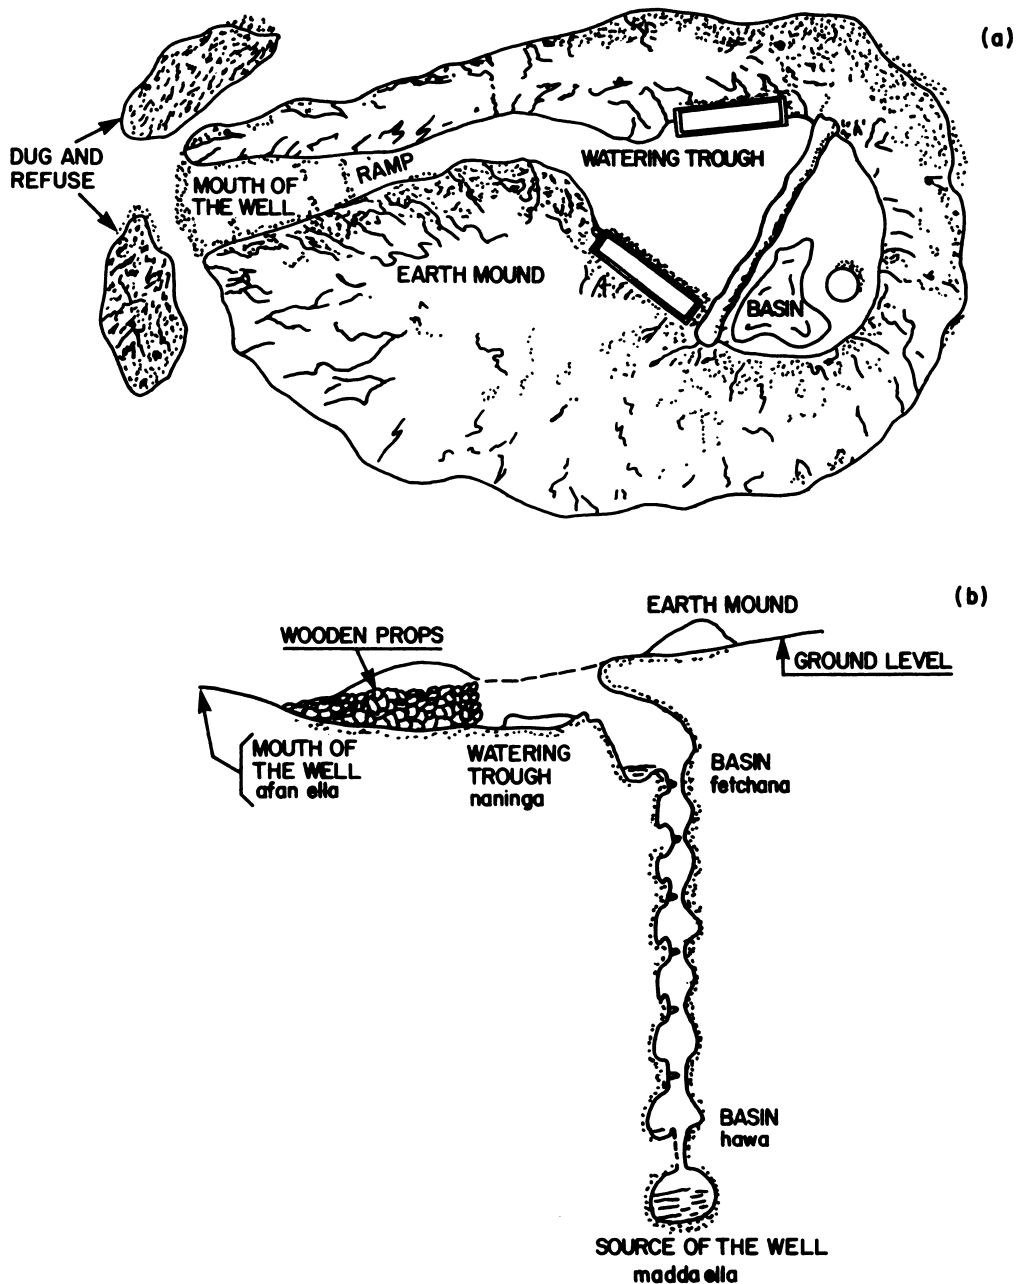 (a)
DUG AND
REFUSE
MOUTH OF
THE WELL
RAMP
WATERING TROUGH
EARTH MOUND
BASIN
(b)
EARTH MOUND
WOODEN PROPS
GROUND LEVEL
MOUTH OF
THE WELL
afan ella
WATERING
TROUGH
naninga
BASIN
fetchana
BASIN
hawa
SOURCE OF THE WELL
madda ella